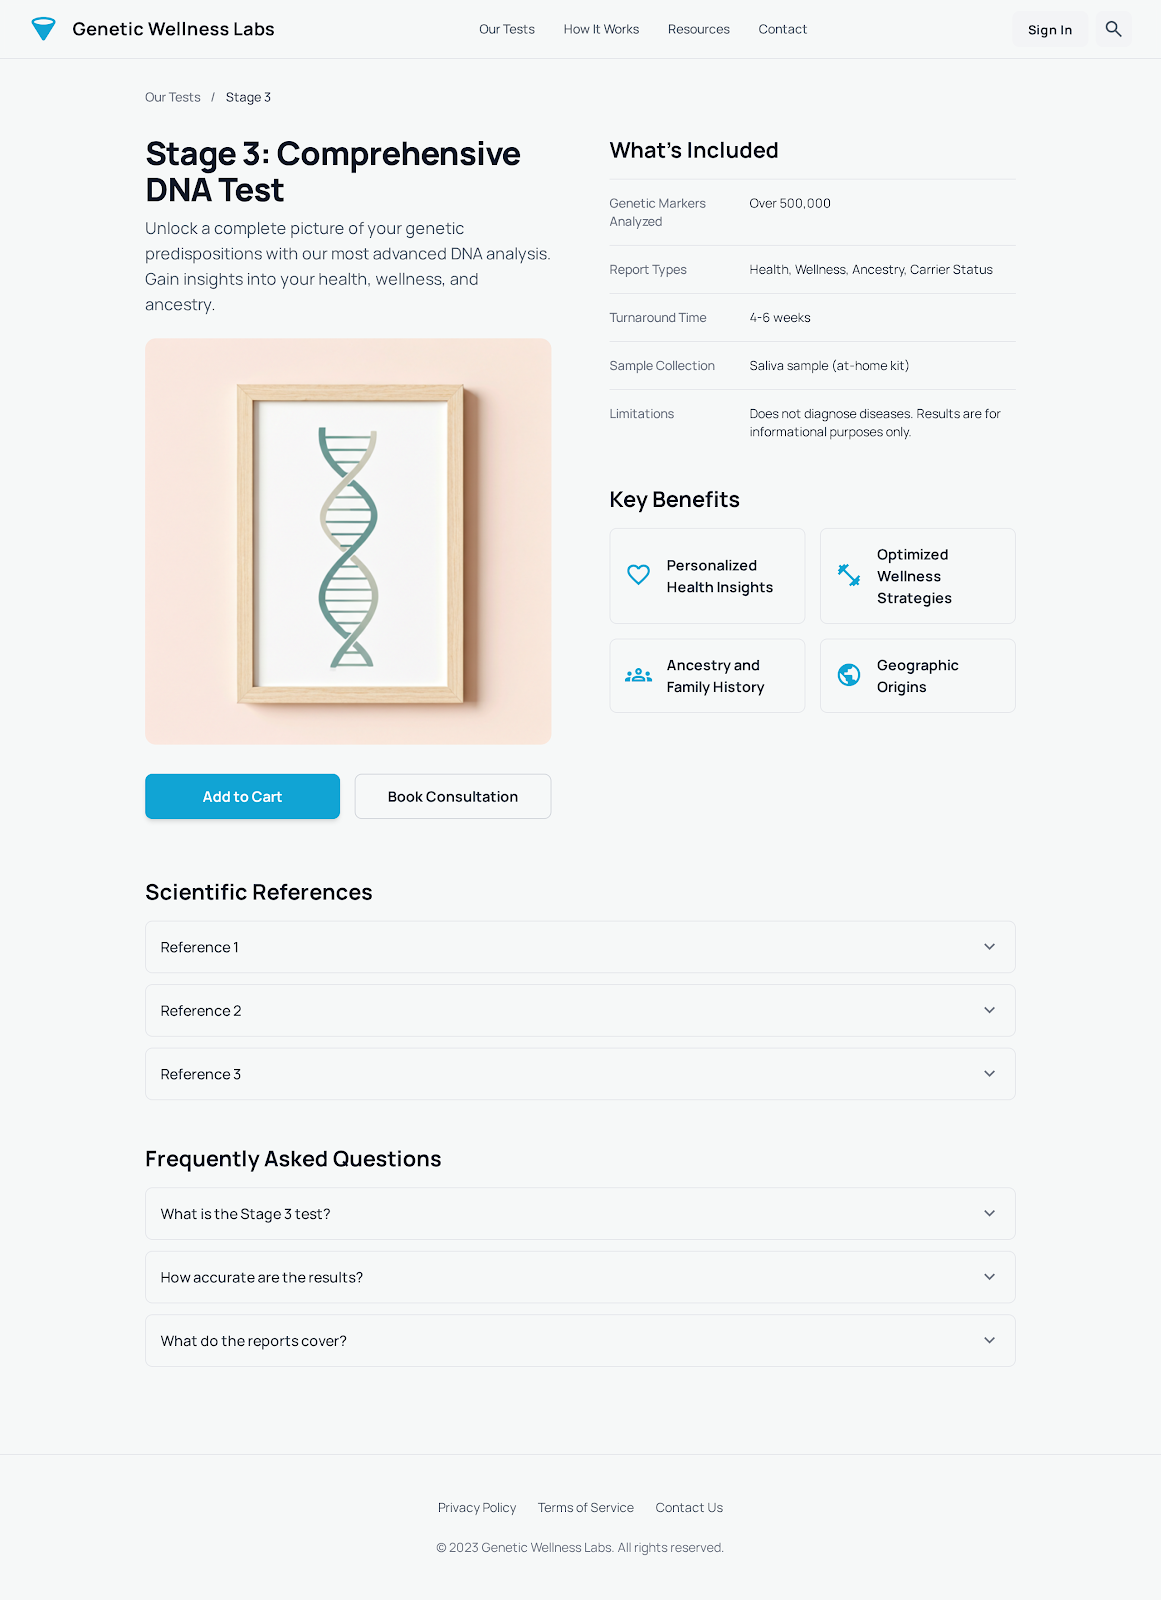 Genetic Wellness Labs
Our Tests
How It Works
Resources
Contact
Sign In
Our Tests / Stage 3
Stage 3: Comprehensive
DNA Test
Unlock a complete picture of your genetic
predispositions with our most advanced DNA analysis.
Gain insights into your health, wellness, and
ancestry.
Add to Cart
Book Consultation
What's Included
Genetic Markers
Analyzed
Over 500,000
Report Types
Health, Wellness, Ancestry, Carrier Status
Turnaround Time
4-6 weeks
Sample Collection
Saliva sample (at-home kit)
Limitations
Does not diagnose diseases. Results are for
informational purposes only.
Key Benefits
Personalized
Health Insights
Optimized
Wellness
Strategies
Ancestry and
Family History
Geographic
Origins
Scientific References
Reference 1
Reference 2
Reference 3
Frequently Asked Questions
What is the Stage 3 test?
How accurate are the results?
What do the reports cover?
Privacy Policy
Terms of Service
Contact Us
© 2023 Genetic Wellness Labs. All rights reserved.